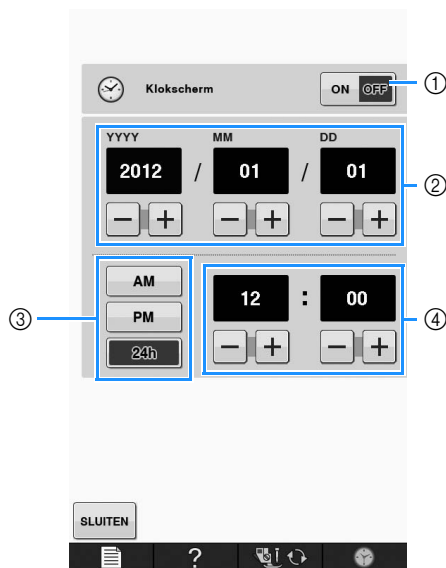 Klokscherm
ON OFF ①
YYYY MM DD
2012 / 01 / 01
②
− + − + − +
③
AM
PM
24h
12 : 00
④
− + − +
SLUITEN
?